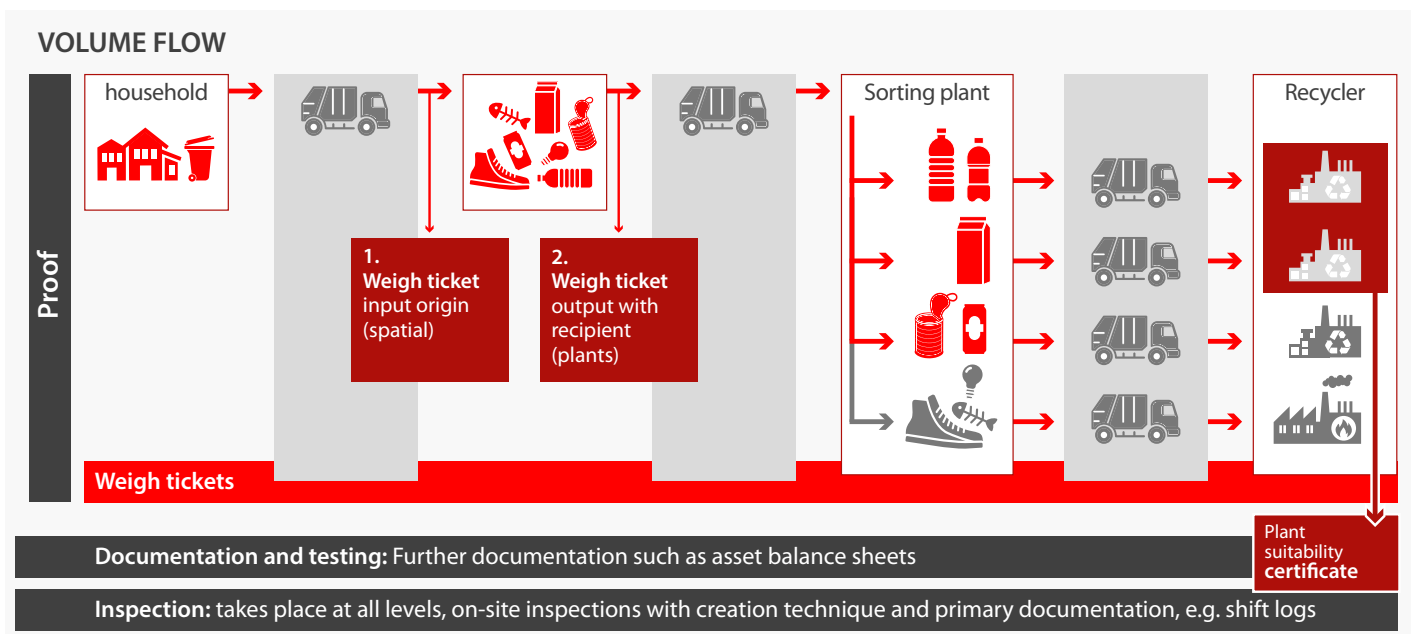 VOLUME FLOW
Proof
household
Sorting plant
Recycler
1.
Weigh ticket
input origin
(spatial)
2.
Weigh ticket
output with
recipient
(plants)
Weigh tickets
Plant
suitability
certificate
Documentation and testing: Further documentation such as asset balance sheets
Inspection: takes place at all levels, on-site inspections with creation technique and primary documentation, e.g. shift logs